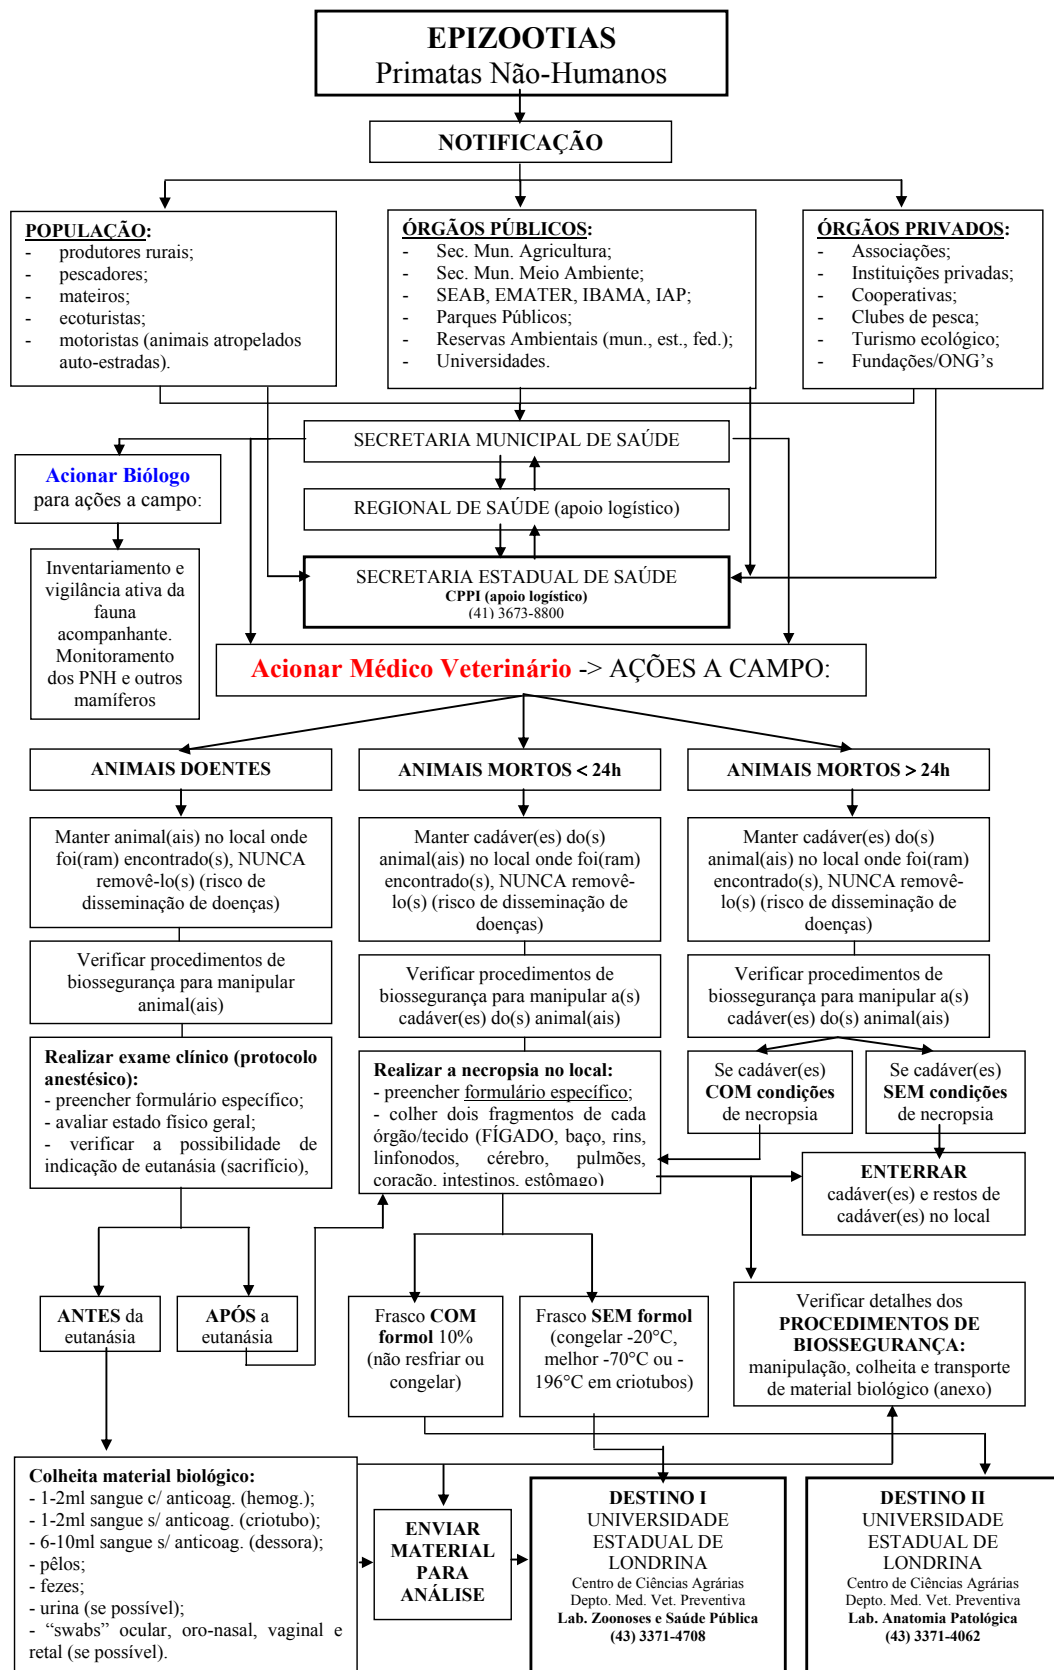 EPIZOOTIAS
Primatas Não-Humanos
NOTIFICAÇÃO
POPULAÇÃO:
- produtores rurais;
- pescadores;
- mateiros;
- ecoturistas;
- motoristas (animais atropelados
auto-estradas).
ÓRGÃOS PÚBLICOS:
- Sec. Mun. Agricultura;
- Sec. Mun. Meio Ambiente;
- SEAB, EMATER, IBAMA, IAP;
- Parques Públicos;
- Reservas Ambientais (mun., est., fed.);
- Universidades.
ÓRGÃOS PRIVADOS:
- Associações;
- Instituições privadas;
- Cooperativas;
- Clubes de pesca;
- Turismo ecológico;
- Fundações/ONG’s
SECRETARIA MUNICIPAL DE SAÚDE
Acionar Biólogo
para ações a campo:
REGIONAL DE SAÚDE (apoio logístico)
Inventariamento e
vigilância ativa da
fauna
acompanhante.
Monitoramento
dos PNH e outros
mamíferos
SECRETARIA ESTADUAL DE SAÚDE
CPPI (apoio logístico)
(41) 3673-8800
Acionar Médico Veterinário -> AÇÕES A CAMPO:
ANIMAIS DOENTES
ANIMAIS MORTOS < 24h
ANIMAIS MORTOS > 24h
Manter animal(ais) no local onde
foi(ram) encontrado(s), NUNCA
removê-lo(s) (risco de
disseminação de doenças)
Manter cadáver(es) do(s)
animal(ais) no local onde foi(ram)
encontrado(s), NUNCA removê-
lo(s) (risco de disseminação de
doenças)
Manter cadáver(es) do(s)
animal(ais) no local onde foi(ram)
encontrado(s), NUNCA removê-
lo(s) (risco de disseminação de
doenças)
Verificar procedimentos de
biossegurança para manipular
animal(ais)
Verificar procedimentos de
biossegurança para manipular a(s)
cadáver(es) do(s) animal(ais)
Verificar procedimentos de
biossegurança para manipular a(s)
cadáver(es) do(s) animal(ais)
Realizar exame clínico (protocolo
anestésico):
- preencher formulário específico;
- avaliar estado físico geral;
- verificar a possibilidade de
indicação de eutanásia (sacrifício),
Realizar a necropsia no local:
- preencher formulário específico;
- colher dois fragmentos de cada
órgão/tecido (FÍGADO, baço, rins,
linfonodos, cérebro, pulmões,
coração, intestinos, estômago)
Se cadáver(es)
COM condições
de necropsia
Se cadáver(es)
SEM condições
de necropsia
ENTERRAR
cadáver(es) e restos de
cadáver(es) no local
ANTES da
eutanásia
APÓS a
eutanásia
Frasco COM
formol 10%
(não resfriar ou
congelar)
Frasco SEM formol
(congelar -20°C,
melhor -70°C ou -
196°C em criotubos)
Verificar detalhes dos
PROCEDIMENTOS DE
BIOSSEGURANÇA:
manipulação, colheita e transporte
de material biológico (anexo)
Colheita material biológico:
- 1-2ml sangue c/ anticoag. (hemog.);
- 1-2ml sangue s/ anticoag. (criotubo);
- 6-10ml sangue s/ anticoag. (dessora);
- pêlos;
- fezes;
- urina (se possível);
- “swabs” ocular, oro-nasal, vaginal e
retal (se possível).
ENVIAR
MATERIAL
PARA
ANÁLISE
DESTINO I
UNIVERSIDADE
ESTADUAL DE
LONDRINA
Centro de Ciências Agrárias
Depto. Med. Vet. Preventiva
Lab. Zoonoses e Saúde Pública
(43) 3371-4708
DESTINO II
UNIVERSIDADE
ESTADUAL DE
LONDRINA
Centro de Ciências Agrárias
Depto. Med. Vet. Preventiva
Lab. Anatomia Patológica
(43) 3371-4062